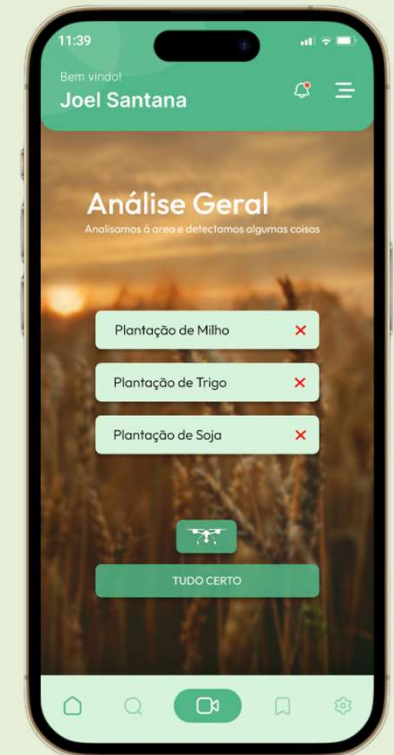 11:39
Bem vindo!
Joel Santana
Análise Geral
Analisamos á area e detectamos algumas coisas
Plantação de Milho
Plantação de Trigo
Plantação de Soja
TUDO CERTO